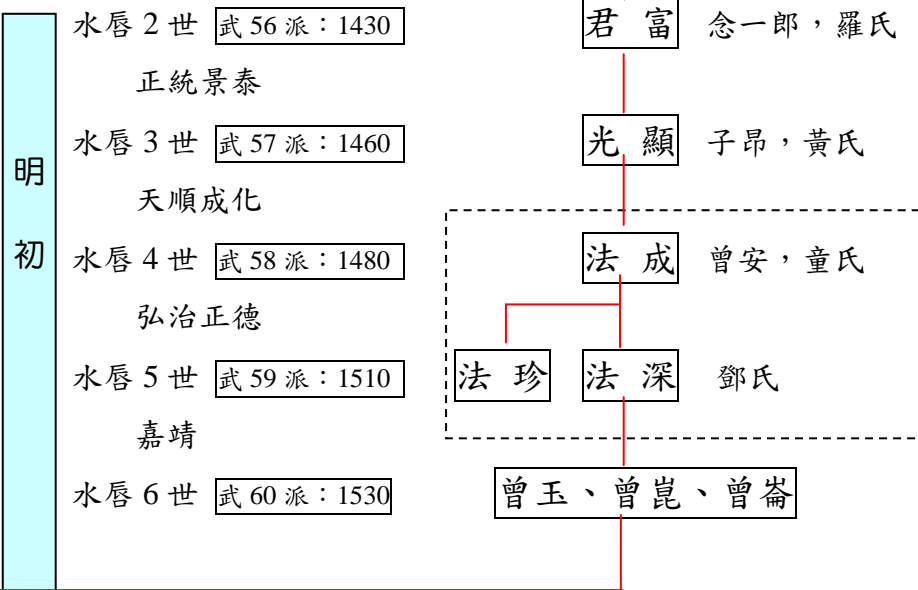 明初
水唇 2 世 武 56 派：1430 君 富 念一郎，羅氏
正統景泰
水唇 3 世 武 57 派：1460 光 顯 子昂，黃氏
天順成化
水唇 4 世 武 58 派：1480 法 成 曾安，童氏
弘治正德
水唇 5 世 武 59 派：1510 法 珍 法 深 鄧氏
嘉靖
水唇 6 世 武 60 派：1530 曾玉、曾崑、曾崙